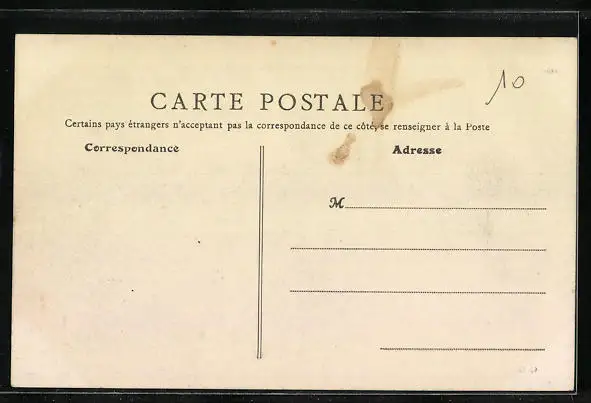 10
CARTE POSTALE
Certains pays étrangers n'acceptant pas la correspondance de ce côté, se renseigner à la Poste
Correspondance
Adresse
M